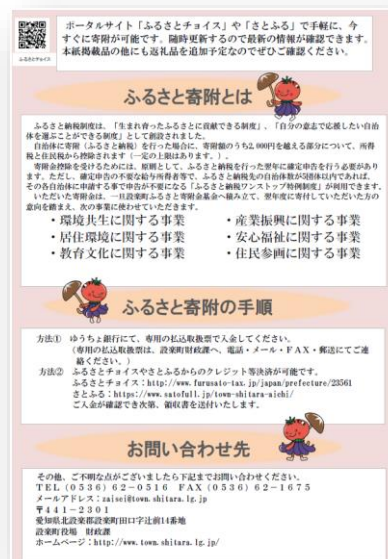 ポータルサイト「ふるさとチョイス」や「さとふる」で手軽に、今
すぐに寄附が可能です。随時更新するので最新の情報が確認できます。
本紙掲載品の他にも返礼品を追加予定なのでぜひご確認ください。
ふるさとチョイス
ふるさと寄附とは
ふるさと納税制度は、「生まれ育ったふるさとに貢献できる制度」、「自分の意志で応援したい自治
体を選ぶことができる制度」として創設されました。
自治体に寄附（ふるさと納税）を行った場合に、寄附額のうち2,000円を越える部分について、所得
税と住民税から控除されます（一定の上限はあります。）。
寄附金控除を受けるためには、原則として、ふるさと納税を行った翌年に確定申告を行う必要があり
ます。ただし、確定申告の不要な給与所得者等で、ふるさと納税先の自治体数が5団体以内であれば、
その各自治体に申請する事で申告が不要になる「ふるさと納税ワンストップ特例制度」が利用できます。
いただいた寄附金は、一旦設楽町ふるさと寄附金基金へ積み立て、翌年度に寄付していただいた方の
意向を踏まえ、次の事業に使わせていただきます。
・環境共生に関する事業 ・産業振興に関する事業
・居住環境に関する事業 ・安心福祉に関する事業
・教育文化に関する事業 ・住民参画に関する事業
ふるさと寄附の手順
方法① ゆうちょ銀行にて、専用の払込取扱票で入金してください。
（専用の払込取扱票は、設楽町財政課へ、電話・メール・ＦＡＸ・郵送にてご連
絡ください。）
方法② ふるさとチョイスやさとふるからのクレジット等決済が可能です。
ふるさとチョイス：http://www.furusato-tax.jp/japan/prefecture/23561
さとふる：https://www.satofull.jp/town-shitara-aichi/
ご入金が確認でき次第、領収書を送付いたします。
お問い合わせ先
その他、ご不明な点がございましたら下記までお問い合わせください。
ＴＥＬ（０５３６）６２－０５１６ ＦＡＸ（０５３６）６２－１６７５
メールアドレス：zaisei@town.shitara.lg.jp
〒４４１－２３０１
愛知県北設楽郡設楽町田口字辻前14番地
設楽町役場 財政課
ホームページ：http://www.town.shitara.lg.jp/